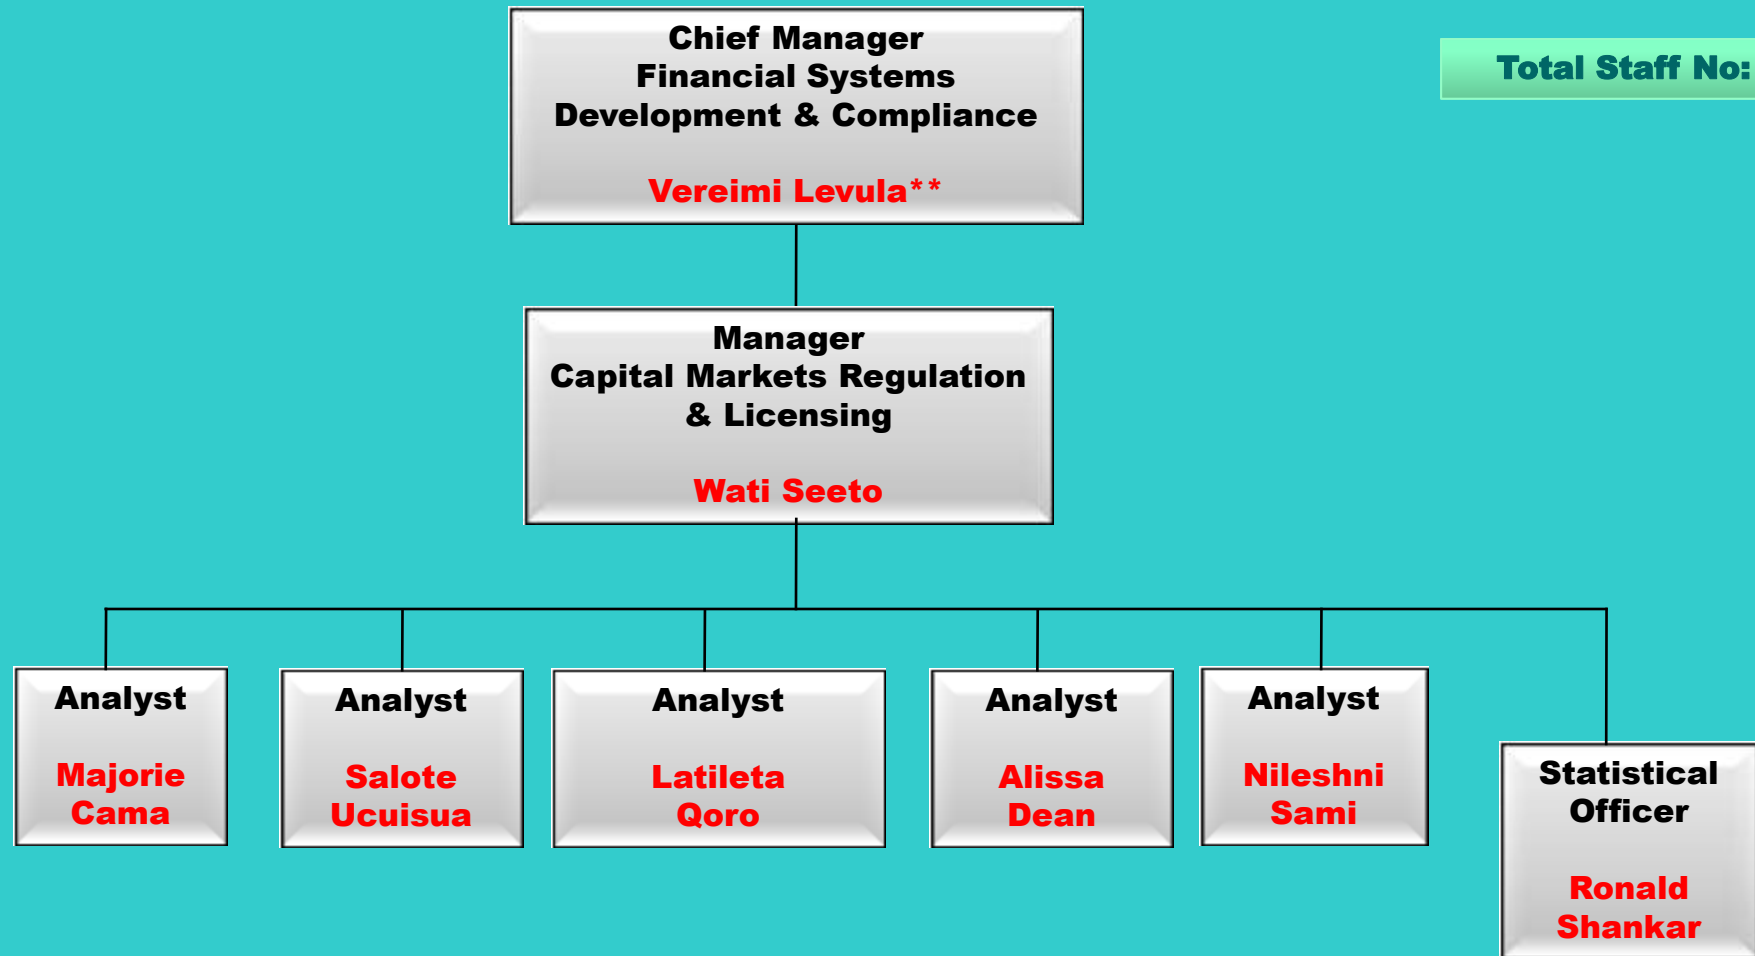 Chief Manager
Financial Systems
Development & Compliance
Vereimi Levula**
Total Staff No:
Manager
Capital Markets Regulation
& Licensing
Wati Seeto
Analyst
Majorie
Cama
Analyst
Salote
Ucuisua
Analyst
Latileta
Qoro
Analyst
Alissa
Dean
Analyst
Nileshni
Sami
Statistical
Officer
Ronald
Shankar